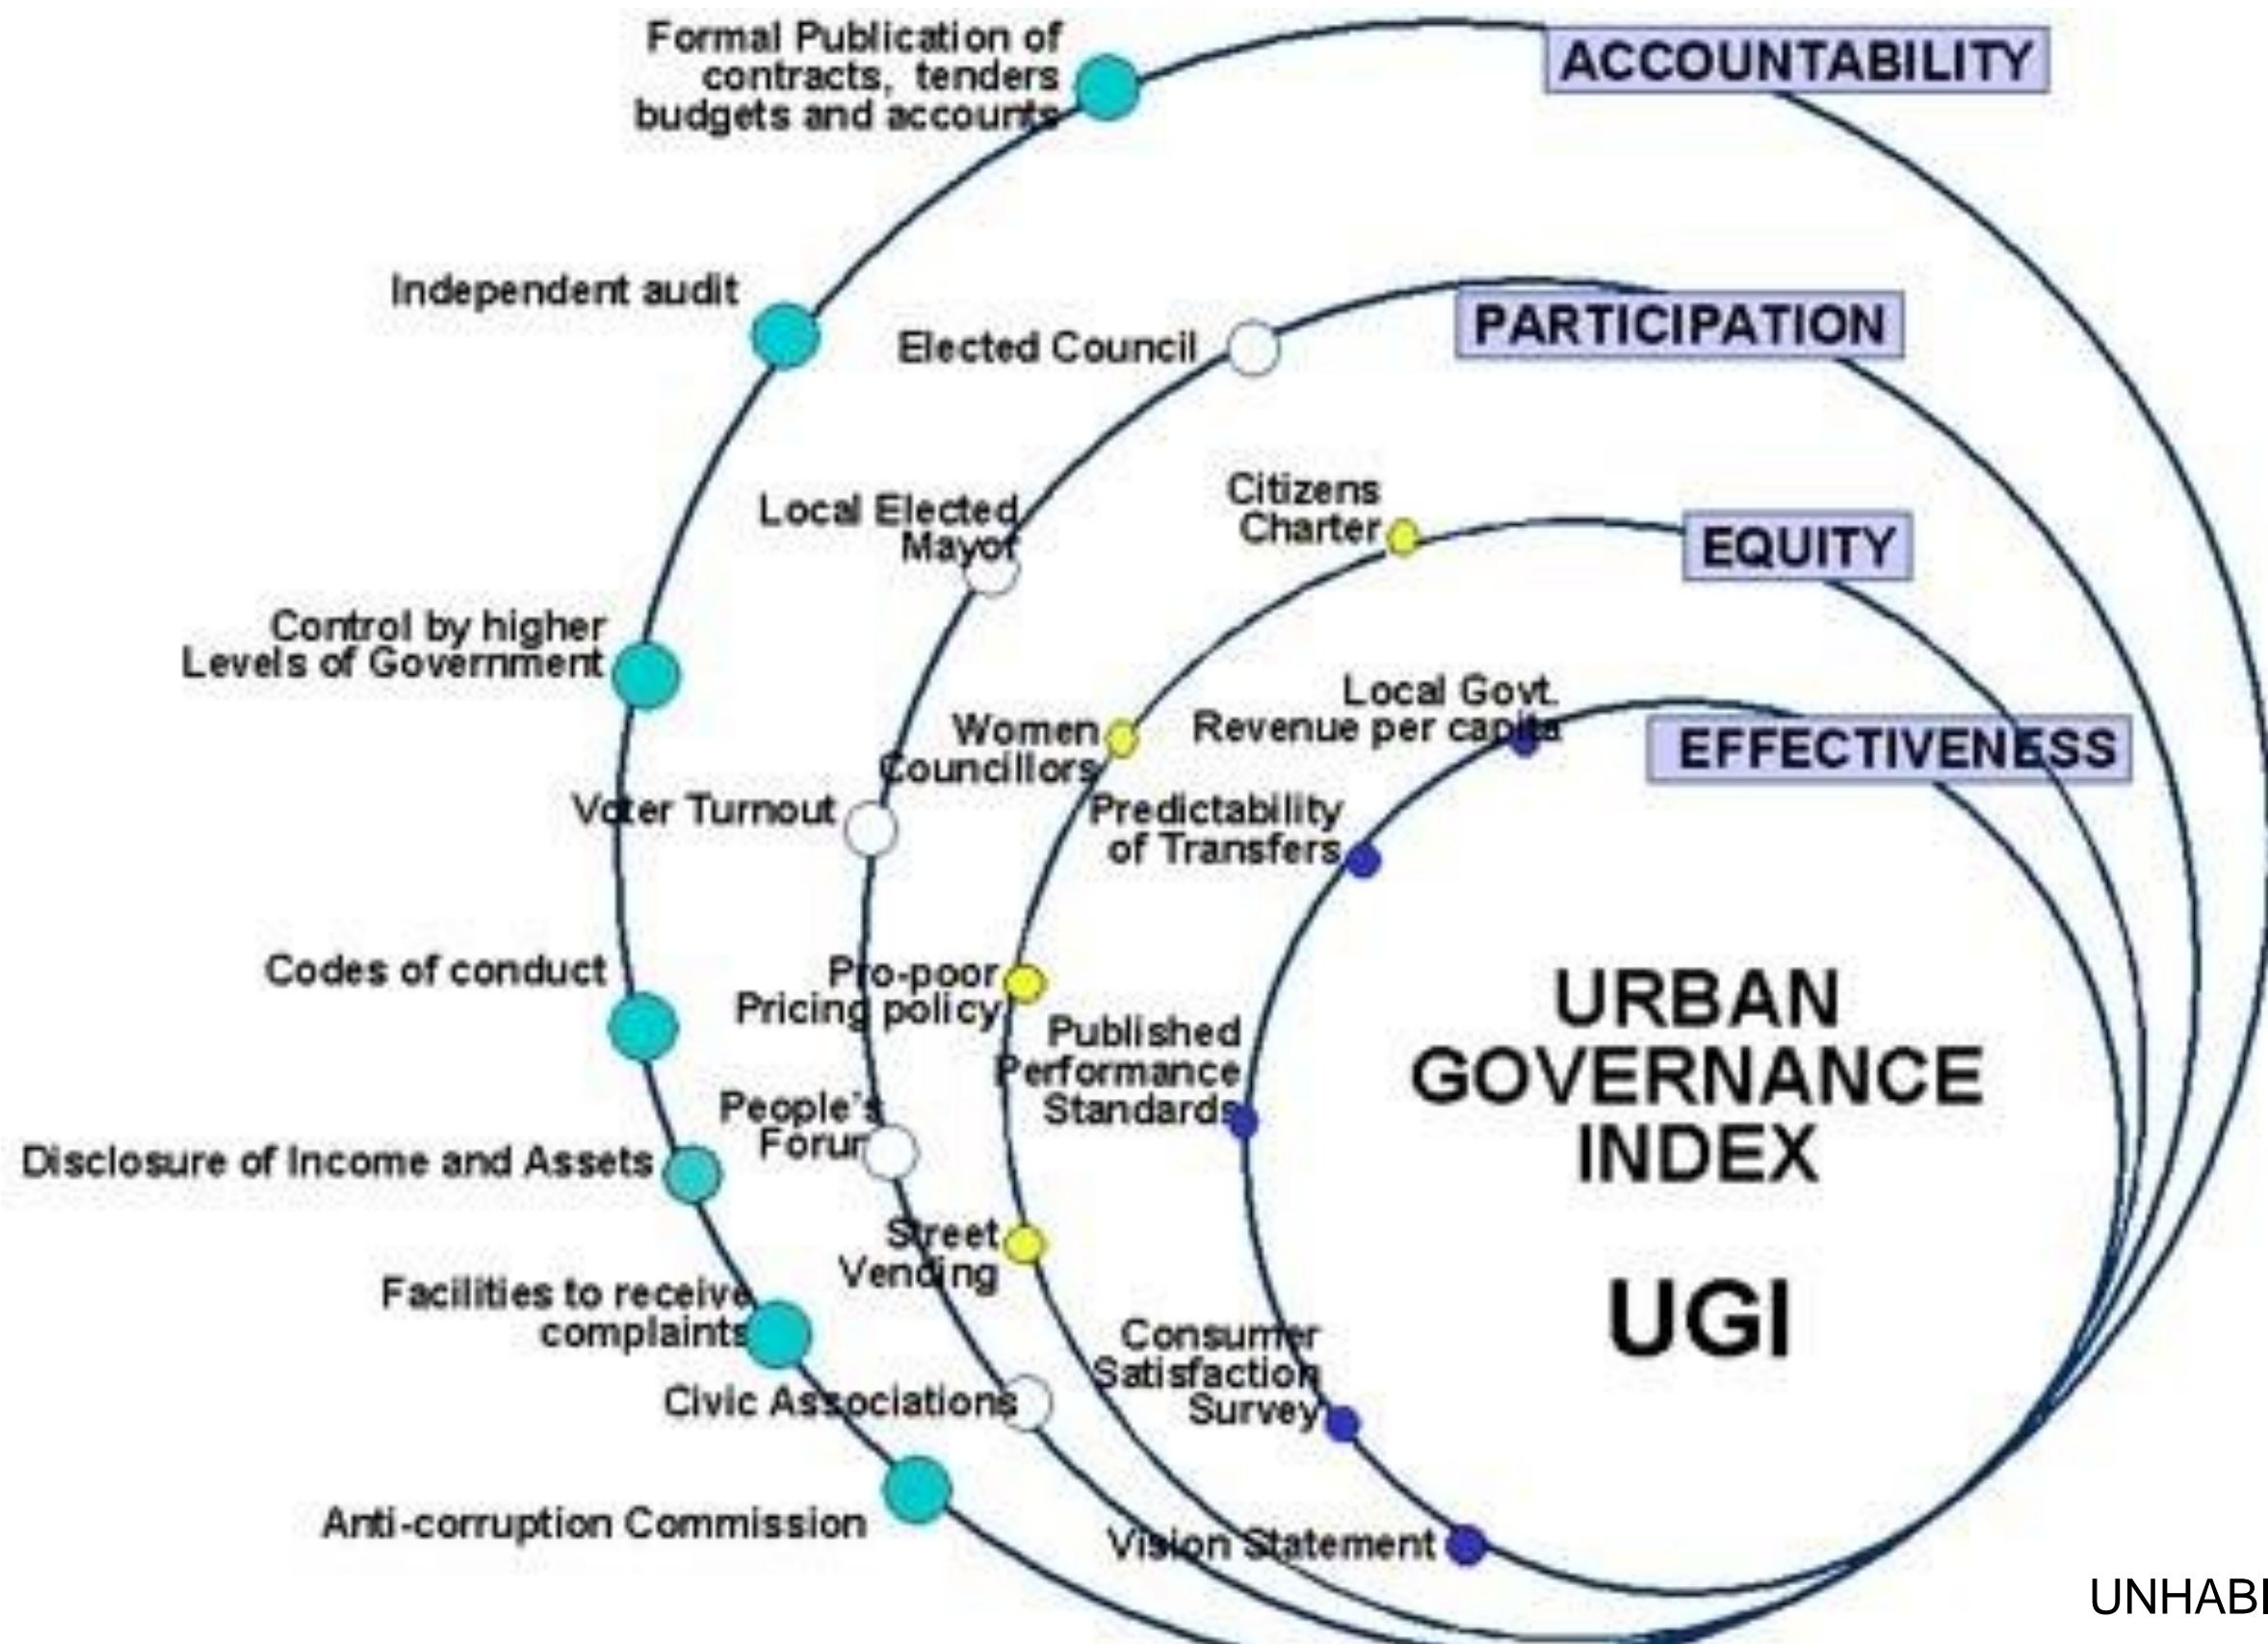 Formal Publication of
contracts, tenders
budgets and accounts
ACCOUNTABILITY
Independent audit
PARTICIPATION
Elected Council
Local Elected
Mayor
Citizens
Charter
EQUITY
Control by higher
Levels of Government
Women
Councillors
Local Govt.
Revenue per capita
EFFECTIVENESS
Voter Turnout
Predictability
of Transfers
Codes of conduct
Pro-poor
Pricing policy
Published
Performance
Standards
URBAN
GOVERNANCE
INDEX
People's
Forum
Disclosure of Income and Assets
Street
Vending
Facilities to receive
complaints
UGI
Consumer
Satisfaction
Survey
Civic Associations
Anti-corruption Commission
Vision Statement
UNHABI